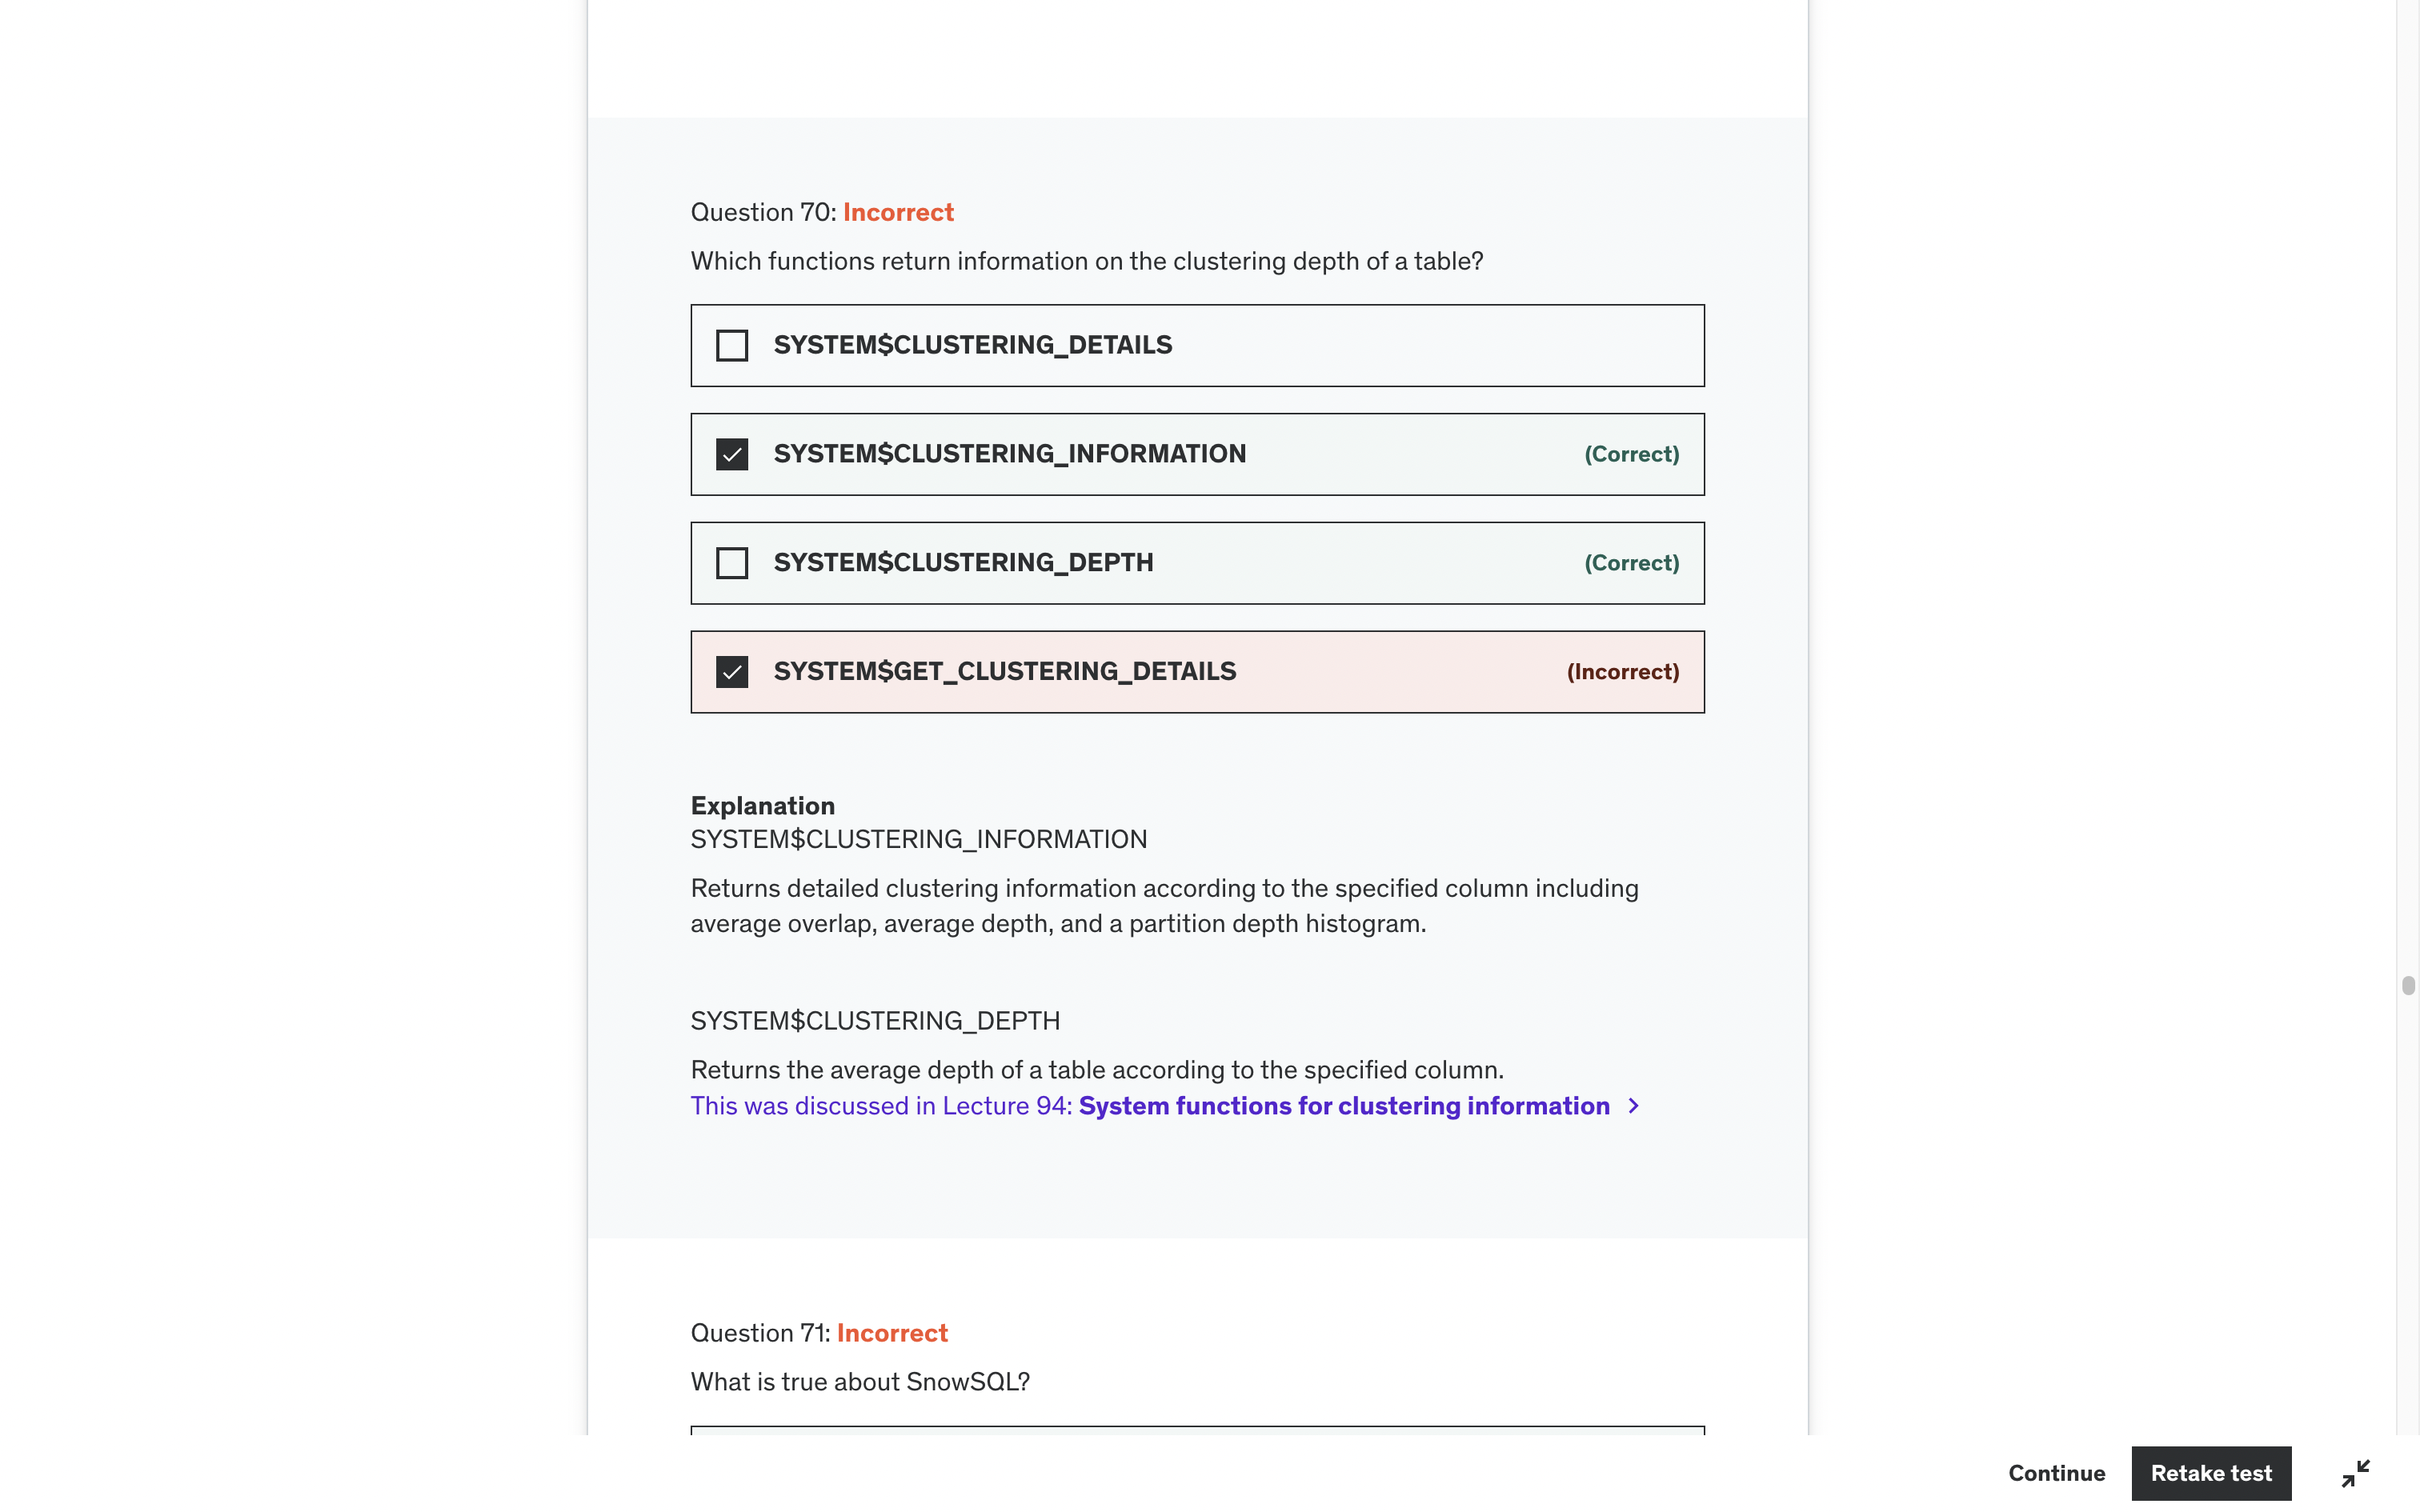 Question 70: Incorrect
Which functions return information on the clustering depth of a table?
SYSTEM$CLUSTERING_DETAILS
SYSTEM$CLUSTERING_INFORMATION (Correct)
SYSTEM$CLUSTERING_DEPTH (Correct)
SYSTEM$GET_CLUSTERING_DETAILS (Incorrect)
Explanation
SYSTEM$CLUSTERING_INFORMATION
Returns detailed clustering information according to the specified column including
average overlap, average depth, and a partition depth histogram.
SYSTEM$CLUSTERING_DEPTH
Returns the average depth of a table according to the specified column.
This was discussed in Lecture 94: System functions for clustering information
Question 71: Incorrect
What is true about SnowSQL?
Continue Retake test